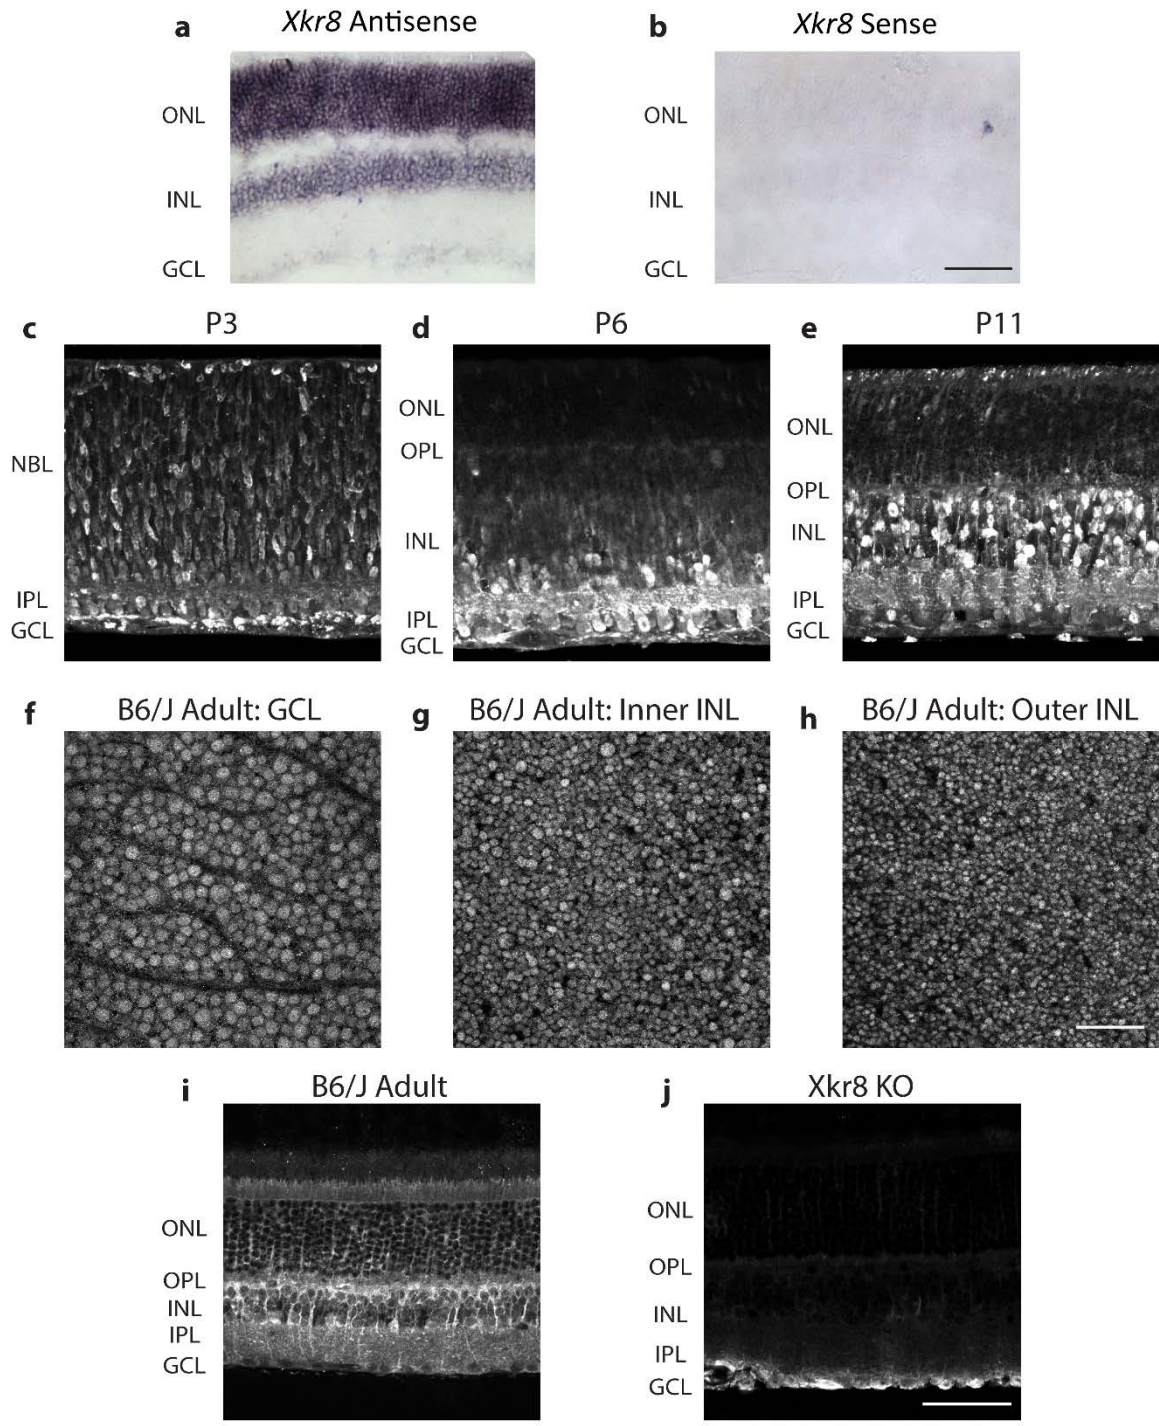 a Xkr8 Antisense
b Xkr8 Sense
ONL
INL
GCL
ONL
INL
GCL
c P3
d P6
e P11
NBL
IPL
GCL
ONL
OPL
INL
IPL
GCL
ONL
OPL
INL
IPL
GCL
f B6/J Adult: GCL
g B6/J Adult: Inner INL
h B6/J Adult: Outer INL
i B6/J Adult
j Xkr8 KO
ONL
OPL
INL
IPL
GCL
ONL
OPL
INL
IPL
GCL